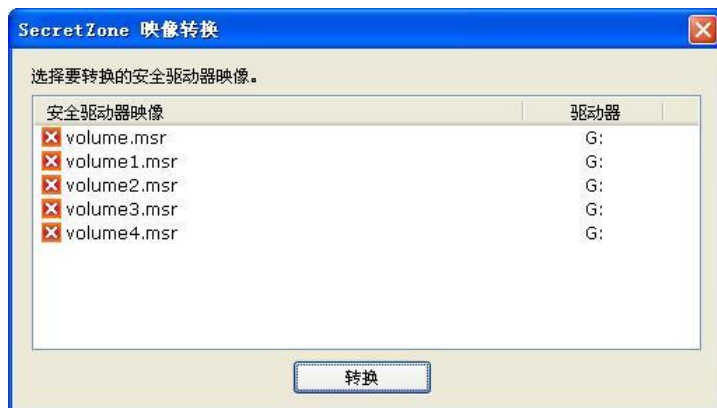 SecretZone 映像转换
选择要转换的安全驱动器映像。
安全驱动器映像 驱动器
volume.msr G:
volume1.msr G:
volume2.msr G:
volume3.msr G:
volume4.msr G:
转换